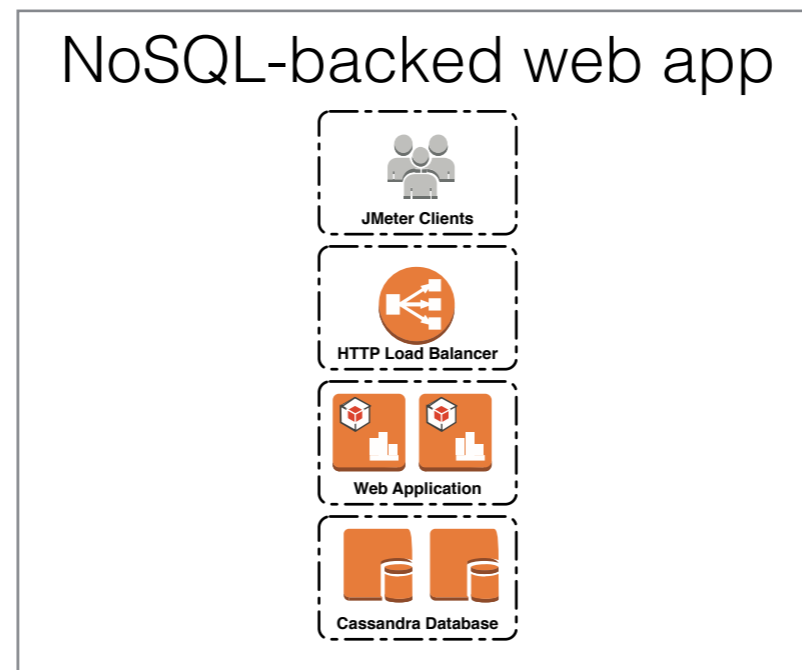 NoSQL-backed web app
JMeter Clients
HTTP Load Balancer
Web Application
Cassandra Database